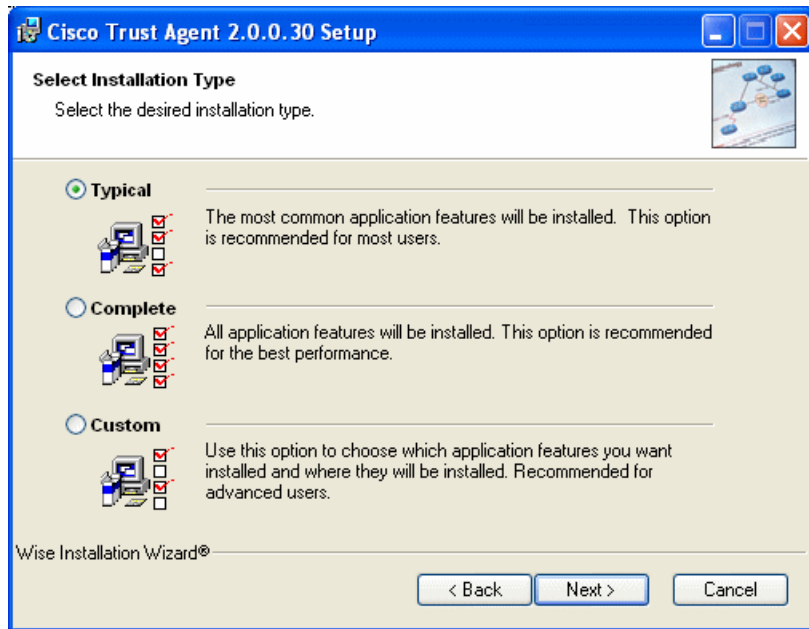 Cisco Trust Agent 2.0.0.30 Setup
Select Installation Type
Select the desired installation type.
Typical
The most common application features will be installed.  This option
is recommended for most users.
Complete
All application features will be installed. This option is recommended
for the best performance.
Custom
Use this option to choose which application features you want
installed and where they will be installed. Recommended for
advanced users.
Wise Installation Wizard®
< Back
Next >
Cancel